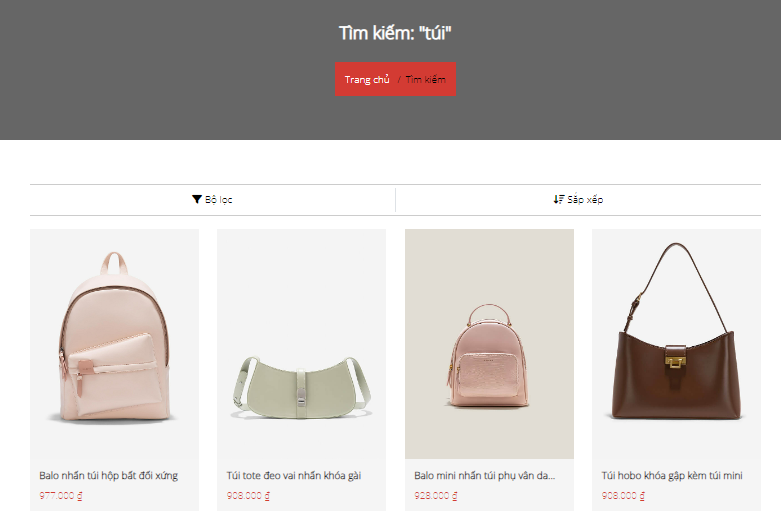 Tìm kiếm: "túi"
Trang chủ / Tìm kiếm
Bộ lọc
Sắp xếp
Balo nhấn túi hộp bất đối xứng
977.000 ₫
Túi tote đeo vai nhấn khóa gài
908.000 ₫
Balo mini nhấn túi phụ vân da...
928.000 ₫
Túi hobo khóa gập kèm túi mini
908.000 ₫